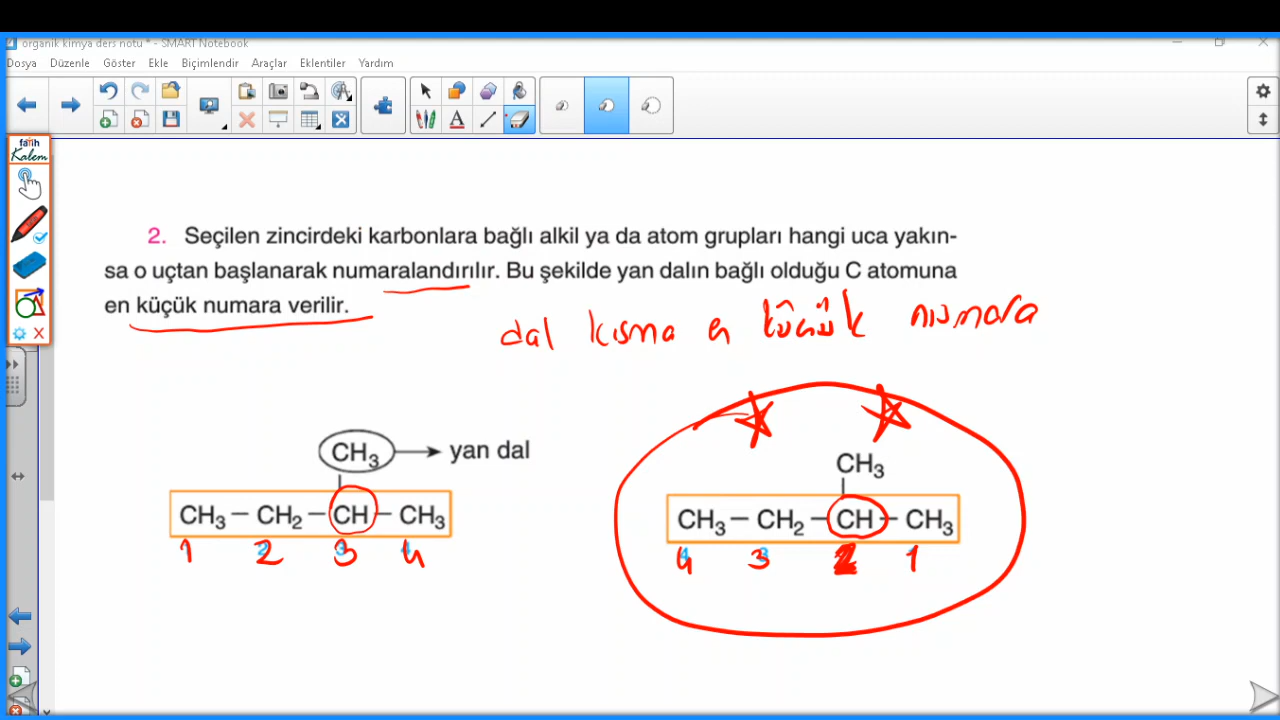 organik kimya ders notu * - SMART Notebook
Dosya Düzenle Göster Ekle Biçimlendir Araçlar Eklentiler Yardım
fatih
Kalem
2. Seçilen zincirdeki karbonlara bağlı alkil ya da atom grupları hangi uca yakın-
sa o uçtan başlanarak numaralandırılır. Bu şekilde yan dalın bağlı olduğu C atomuna
en küçük numara verilir.
dal kısma en küçük numara
CH₃ → yan dal
CH₃ – CH₂ – CH – CH₃
1 2 3 4
CH₃
CH₃ – CH₂ – CH – CH₃
4 3 2 1